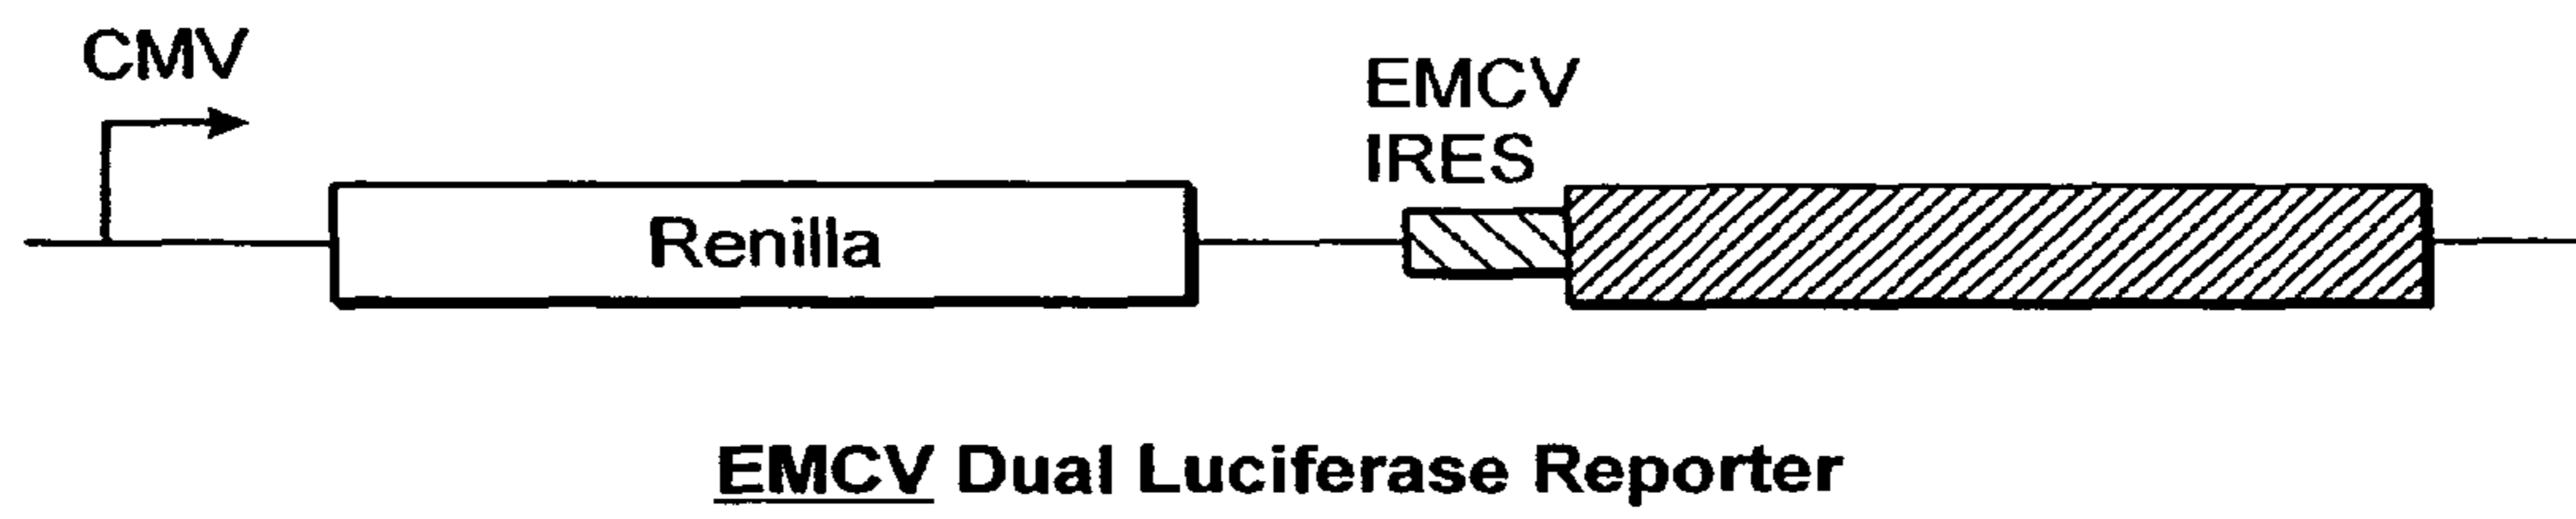 CMV
EMCV
IRES
Renilla
EMCV Dual Luciferase Reporter